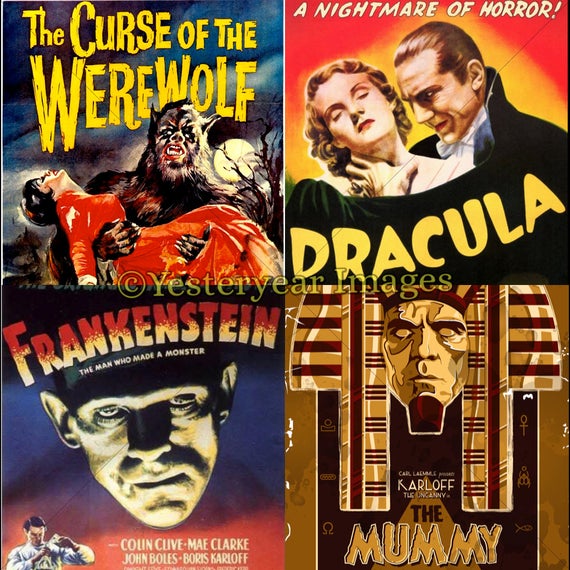 The CURSE OF THE
WEREWOLF
A NIGHTMARE OF HORROR!
DRACULA
©Yesteryear Images
FRANKENSTEIN
THE MAN WHO MADE A MONSTER
COLIN CLIVE · MAE CLARKE
JOHN BOLES · BORIS KARLOFF
CARL LAEMMLE PRESENTS
KARLOFF
THE UNCANNY in
THE
MUMMY